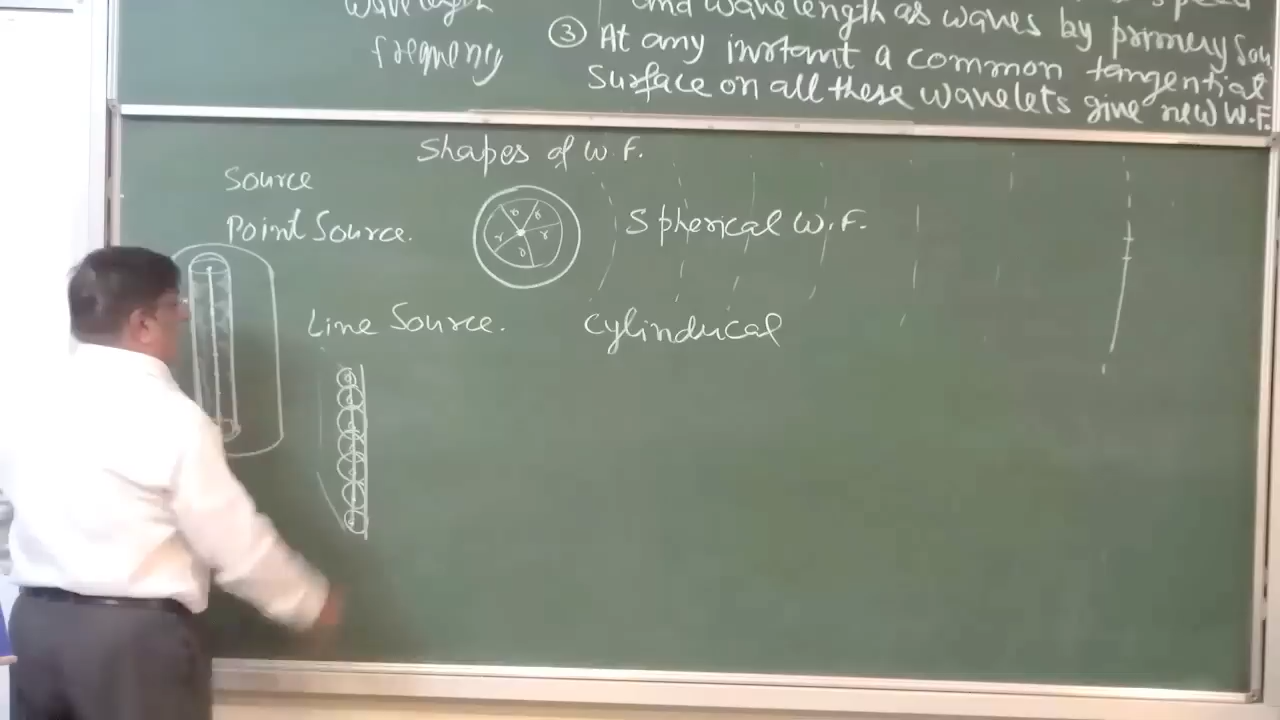 wavelength
frequency
and wavelength as waves by primery Sou
③ At any instant a common tangential
Surface on all these wavelets give new W.F.
Shapes of W.F.
Source
Point Source.
Spherical W.F.
Line Source.
Cylindrical